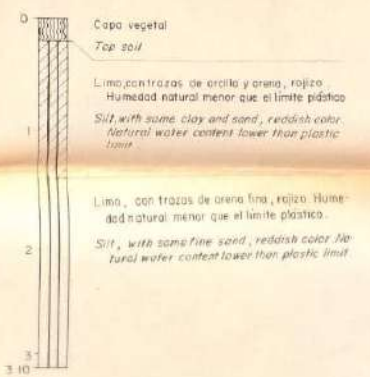 0
Capa vegetal
Top soil
Limo, con trazas de arcilla y arena, rojizo.
Humedad natural menor que el límite plástico
1
Silt, with some clay and sand, reddish color.
Natural water content lower than plastic
limit.
Limo, con trazas de arena fina, rojizo. Hume-
dad natural menor que el límite plástico.
2
Silt, with some fine sand, reddish color. Na-
tural water content lower than plastic limit
3
3.10